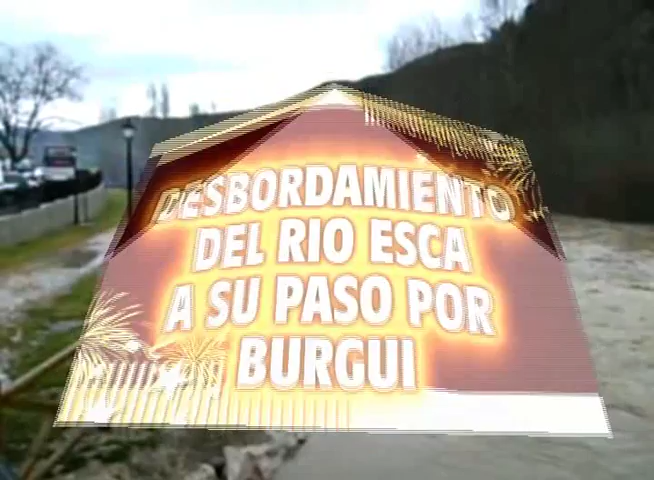 DESBORDAMIENTO
DEL RIO ESCA
A SU PASO POR
BURGUI